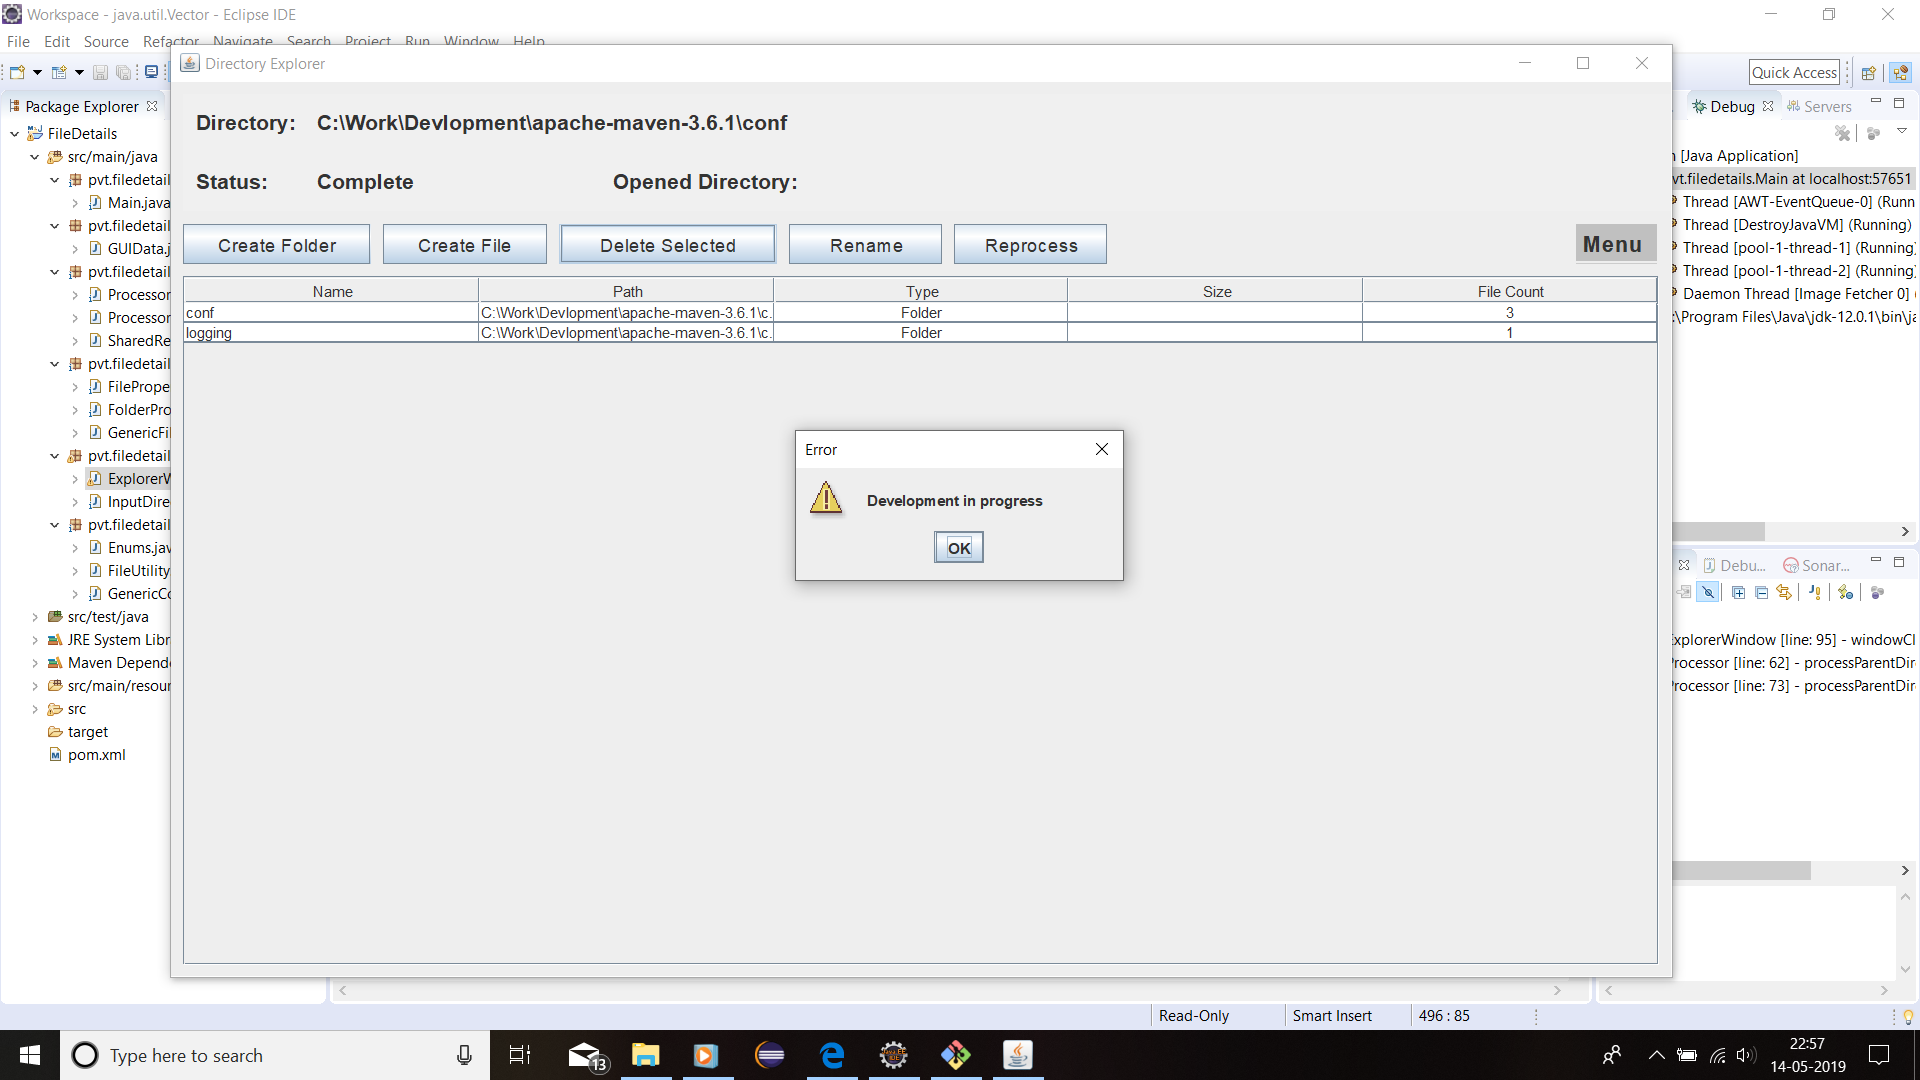 Workspace - java.util.Vector - Eclipse IDE
File Edit Source Refactor Navigate Search Project Run Window Help
Directory Explorer
Quick Access
Package Explorer
FileDetails
src/main/java
pvt.filedetail
Main.java
pvt.filedetail
GUIData.j
pvt.filedetail
Processor
Processor
SharedRe
pvt.filedetail
FilePrope
FolderPro
GenericFil
pvt.filedetail
ExplorerW
InputDire
pvt.filedetail
Enums.jav
FileUtility
GenericCo
src/test/java
JRE System Libr
Maven Depend
src/main/resour
src
target
pom.xml
Directory: C:\Work\Devlopment\apache-maven-3.6.1\conf
Status: Complete Opened Directory:
Create Folder Create File Delete Selected Rename Reprocess Menu
Name Path Type Size File Count
conf C:\Work\Devlopment\apache-maven-3.6.1\c... Folder 3
logging C:\Work\Devlopment\apache-maven-3.6.1\c... Folder 1
Error
Development in progress
OK
Debug Servers
n [Java Application]
vt.filedetails.Main at localhost:57651
Thread [AWT-EventQueue-0] (Runn
Thread [DestroyJavaVM] (Running)
Thread [pool-1-thread-1] (Running)
Thread [pool-1-thread-2] (Running)
Daemon Thread [Image Fetcher 0] (
:\Program Files\Java\jdk-12.0.1\bin\ja
Debu... Sonar...
ExplorerWindow [line: 95] - windowCl
Processor [line: 62] - processParentDir
Processor [line: 73] - processParentDir
Read-Only Smart Insert 496 : 85
Type here to search
13
22:57
14-05-2019